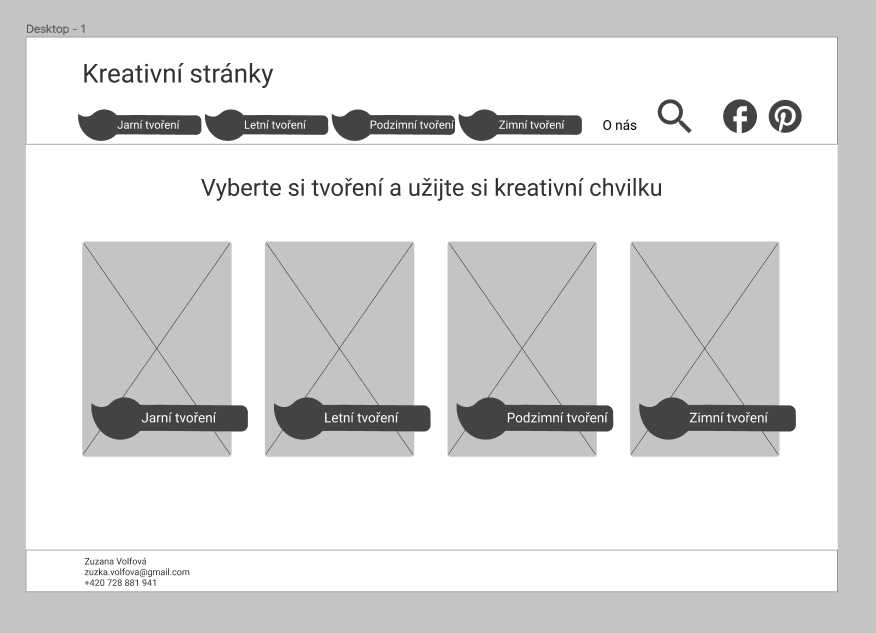 Desktop - 1
Kreativní stránky
Jarní tvoření
Letní tvoření
Podzimní tvoření
Zimní tvoření
O nás
Vyberte si tvoření a užijte si kreativní chvilku
Jarní tvoření
Letní tvoření
Podzimní tvoření
Zimní tvoření
Zuzana Volfová
zuzka.volfova@gmail.com
+420 728 881 941